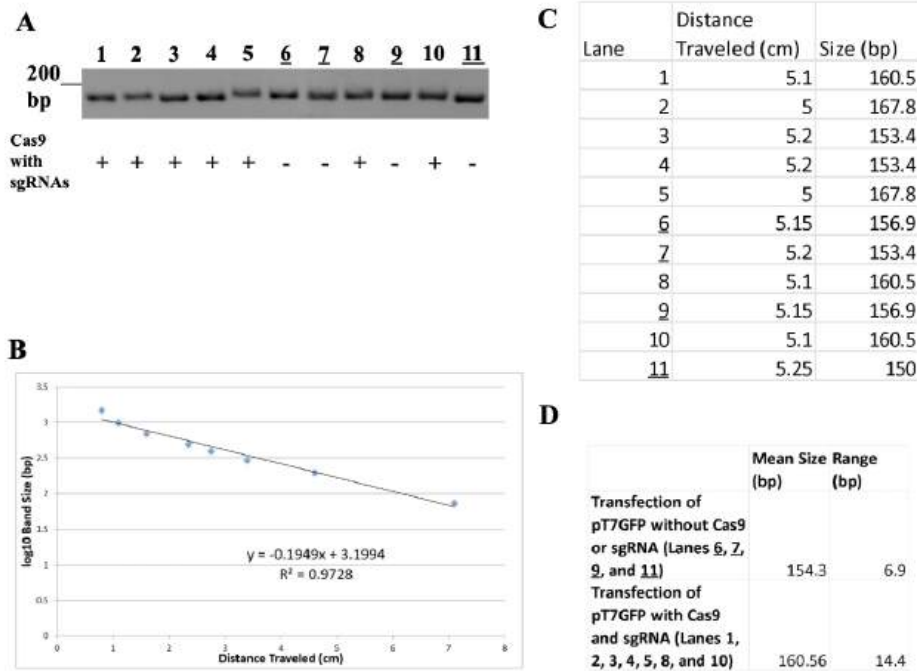 A
1 2 3 4 5 6 7 8 9 10 11
200
bp
Cas9
with
sgRNAs
+ + + + + - - + - + -
B
3.5
3
2.5
2
1.5
1
0.5
0
log10 Band Size (bp)
y = -0.1949x + 3.1994
R² = 0.9728
0 1 2 3 4 5 6 7 8
Distance Traveled (cm)
C
Distance
Lane Traveled (cm) Size (bp)
1 5.1 160.5
2 5 167.8
3 5.2 153.4
4 5.2 153.4
5 5 167.8
6 5.15 156.9
7 5.2 153.4
8 5.1 160.5
9 5.15 156.9
10 5.1 160.5
11 5.25 150
D
Mean Size Range
(bp) (bp)
Transfection of
pT7GFP without Cas9
or sgRNA (Lanes 6, 7,
9, and 11) 154.3 6.9
Transfection of
pT7GFP with Cas9
and sgRNA (Lanes 1,
2, 3, 4, 5, 8, and 10) 160.56 14.4